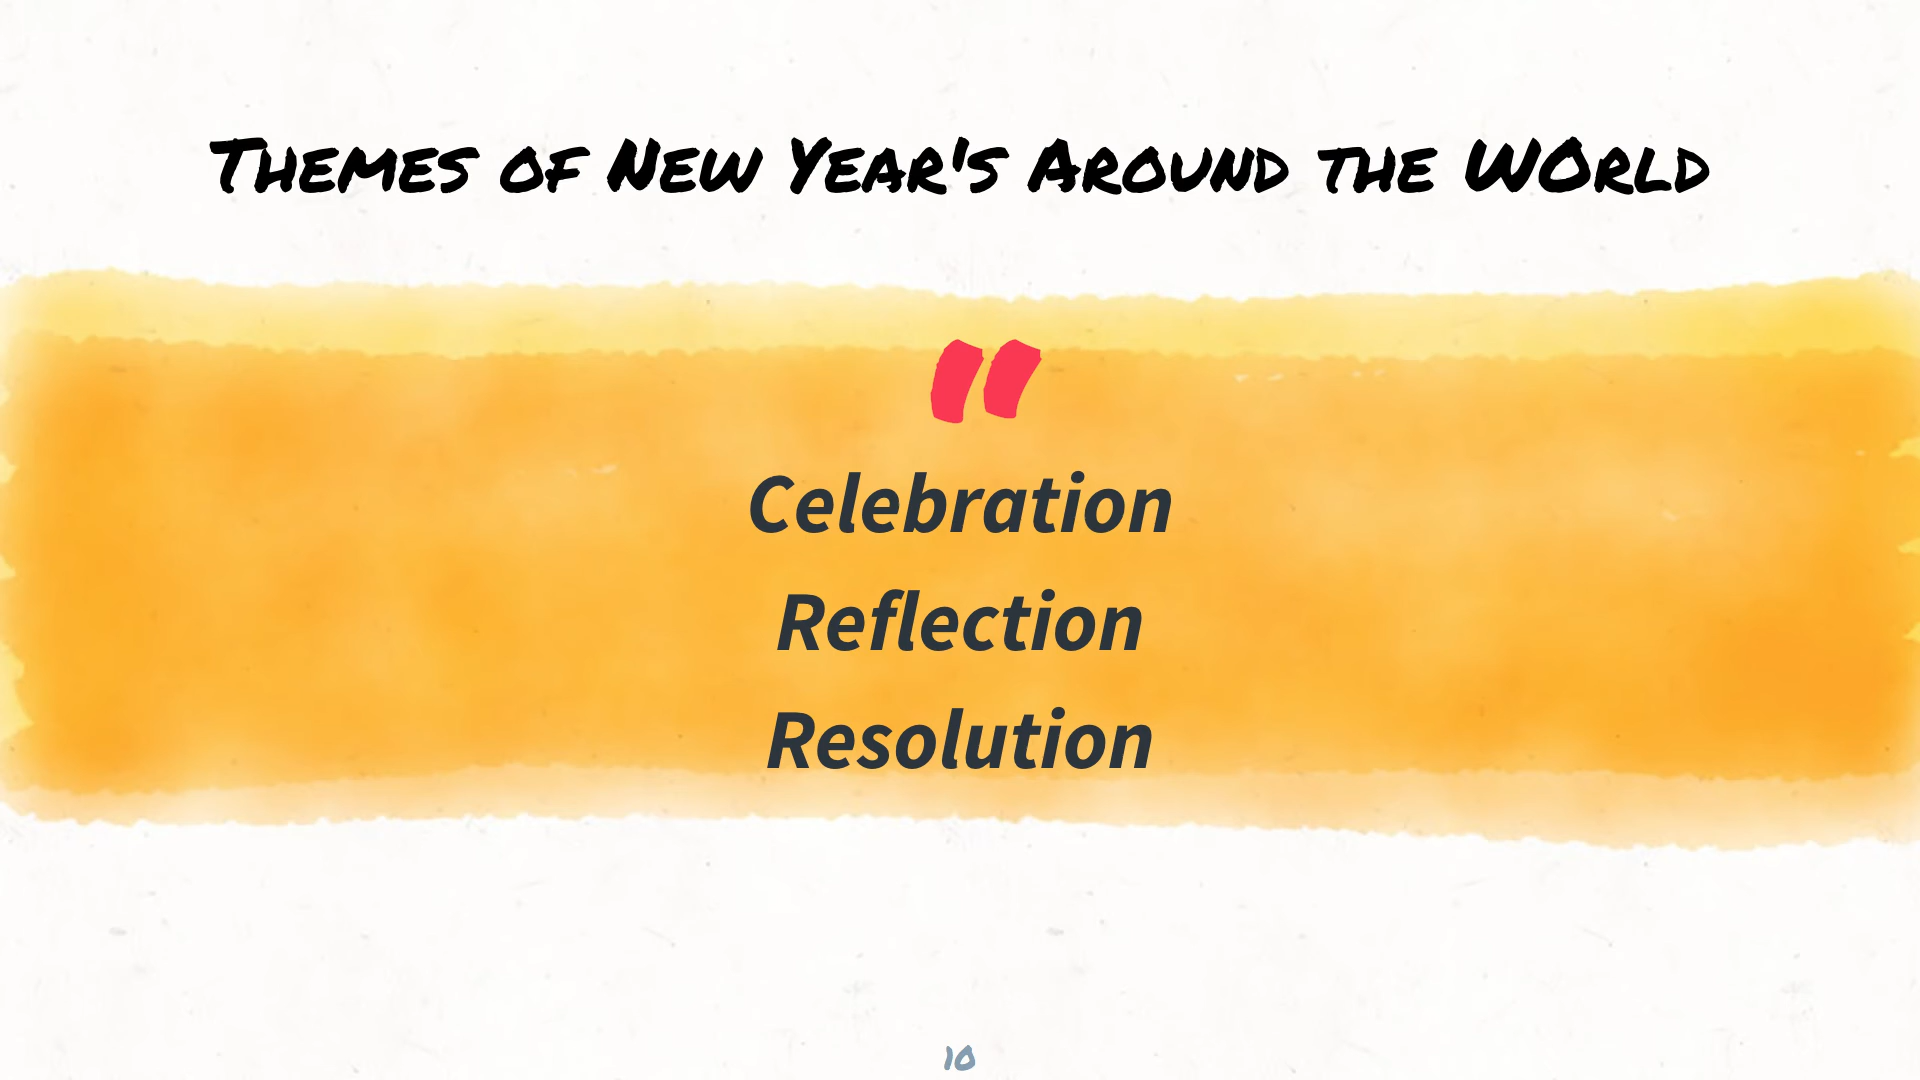 Themes of New Year's Around the WOrld
"
Celebration
Reflection
Resolution
10